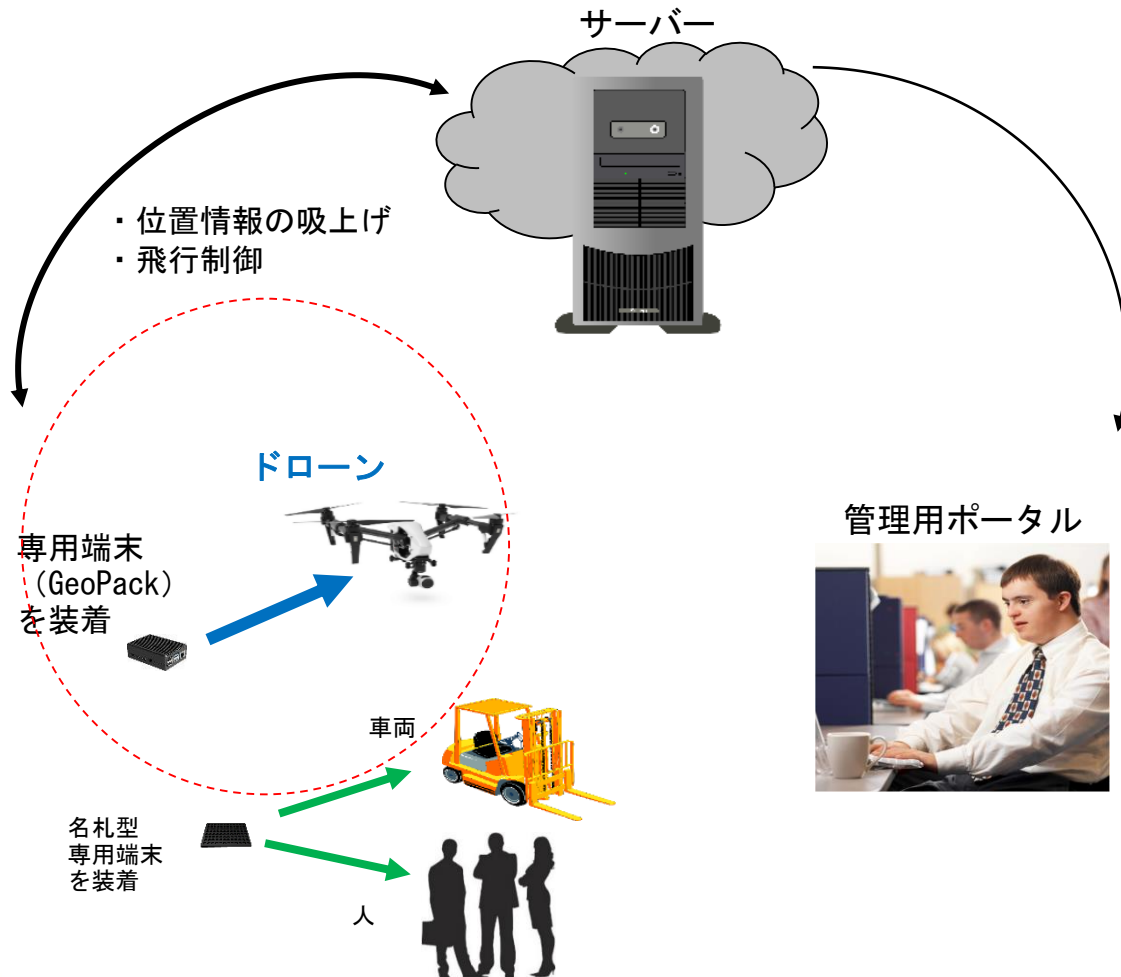 サーバー
・位置情報の吸上げ
・飛行制御
ドローン
専用端末
（GeoPack）
を装着
管理用ポータル
車両
名札型
専用端末
を装着
人